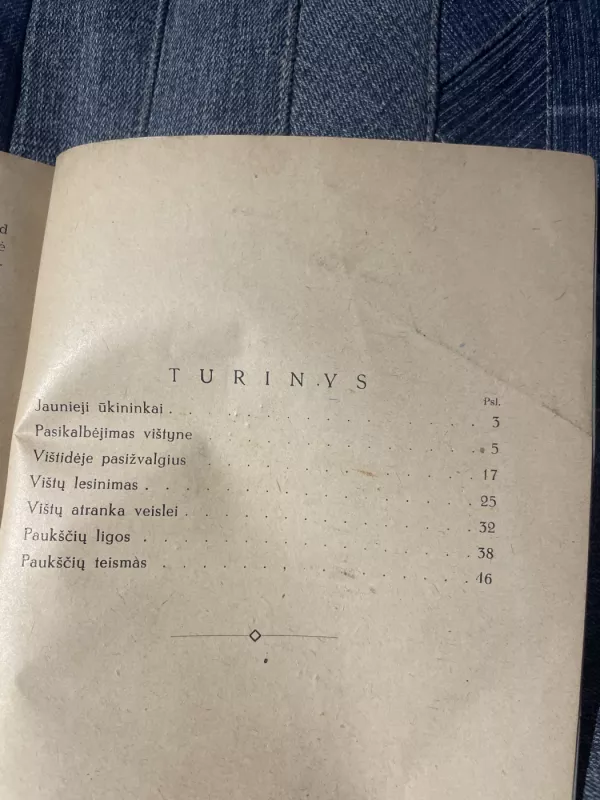 d
ė
TURINYS
Psl.
Jaunieji ūkininkai . . . . . . . . . . . 3
Pasikalbėjimas vištyne . . . . . . . . . . 5
Vištidėje pasižvalgius . . . . . . . . . . 17
Vištų lesinimas . . . . . . . . . . . . 25
Vištų atranka veislei . . . . . . . . . . 32
Paukščių ligos . . . . . . . . . . . . 38
Paukščių teismàs . . . . . . . . . . . 46